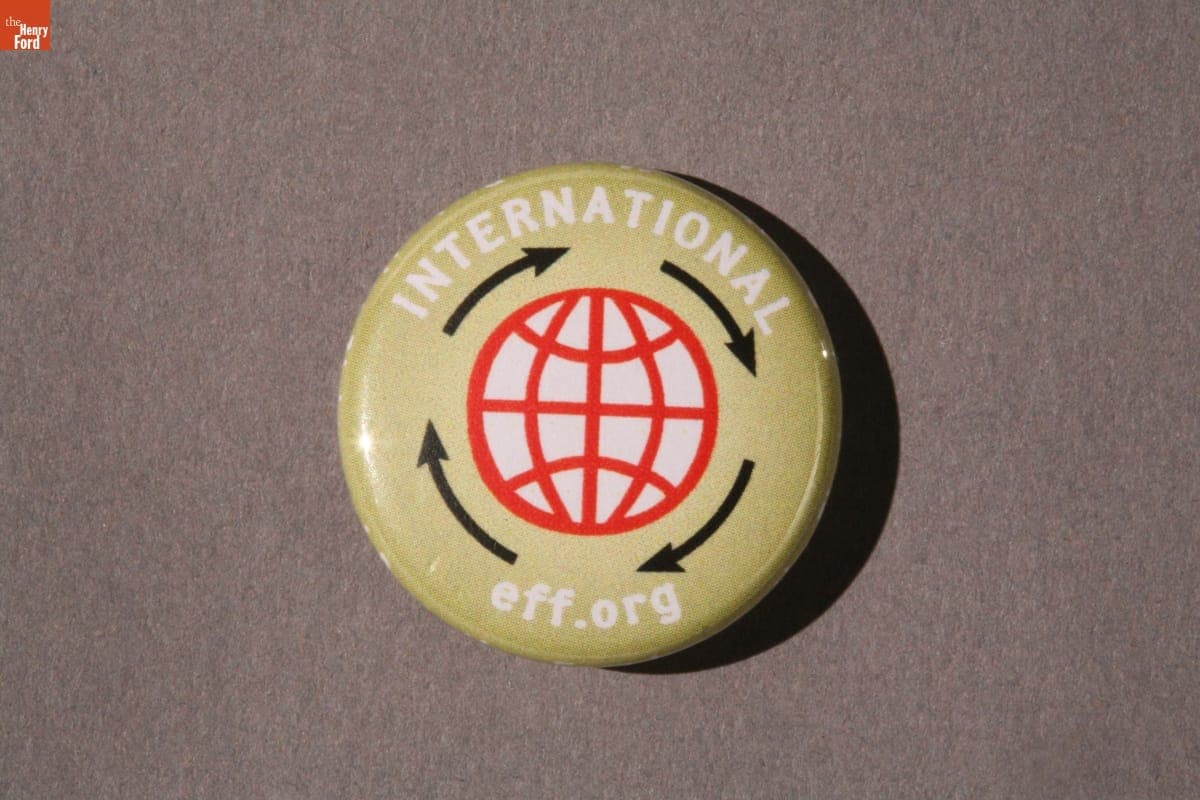 the
Henry
Ford
INTERNATIONAL
eff.org